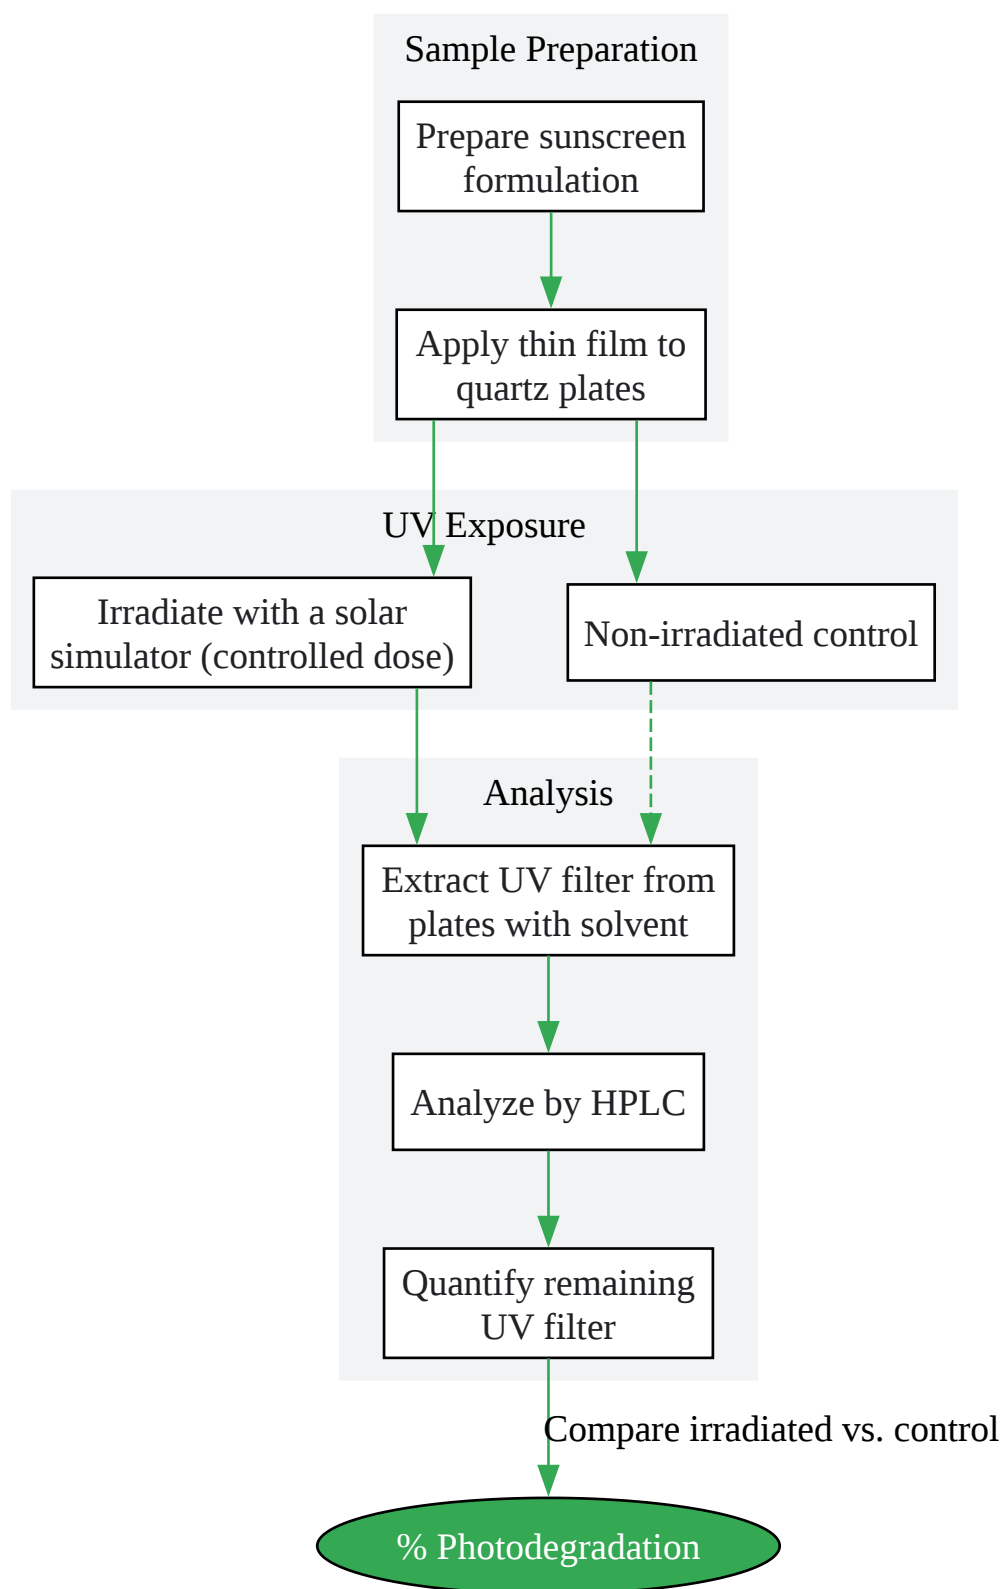 Sample Preparation
Prepare sunscreen
formulation
Apply thin film to
quartz plates
UV Exposure
Irradiate with a solar
simulator (controlled dose)
Non-irradiated control
Analysis
Extract UV filter from
plates with solvent
Analyze by HPLC
Quantify remaining
UV filter
Compare irradiated vs. control
% Photodegradation